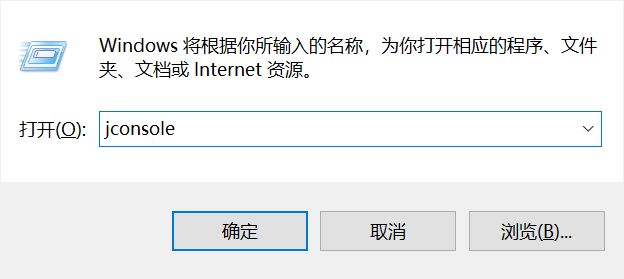 Windows 将根据你所输入的名称，为你打开相应的程序、文件
夹、文档或 Internet 资源。
打开(O): jconsole
确定 取消 浏览(B)...